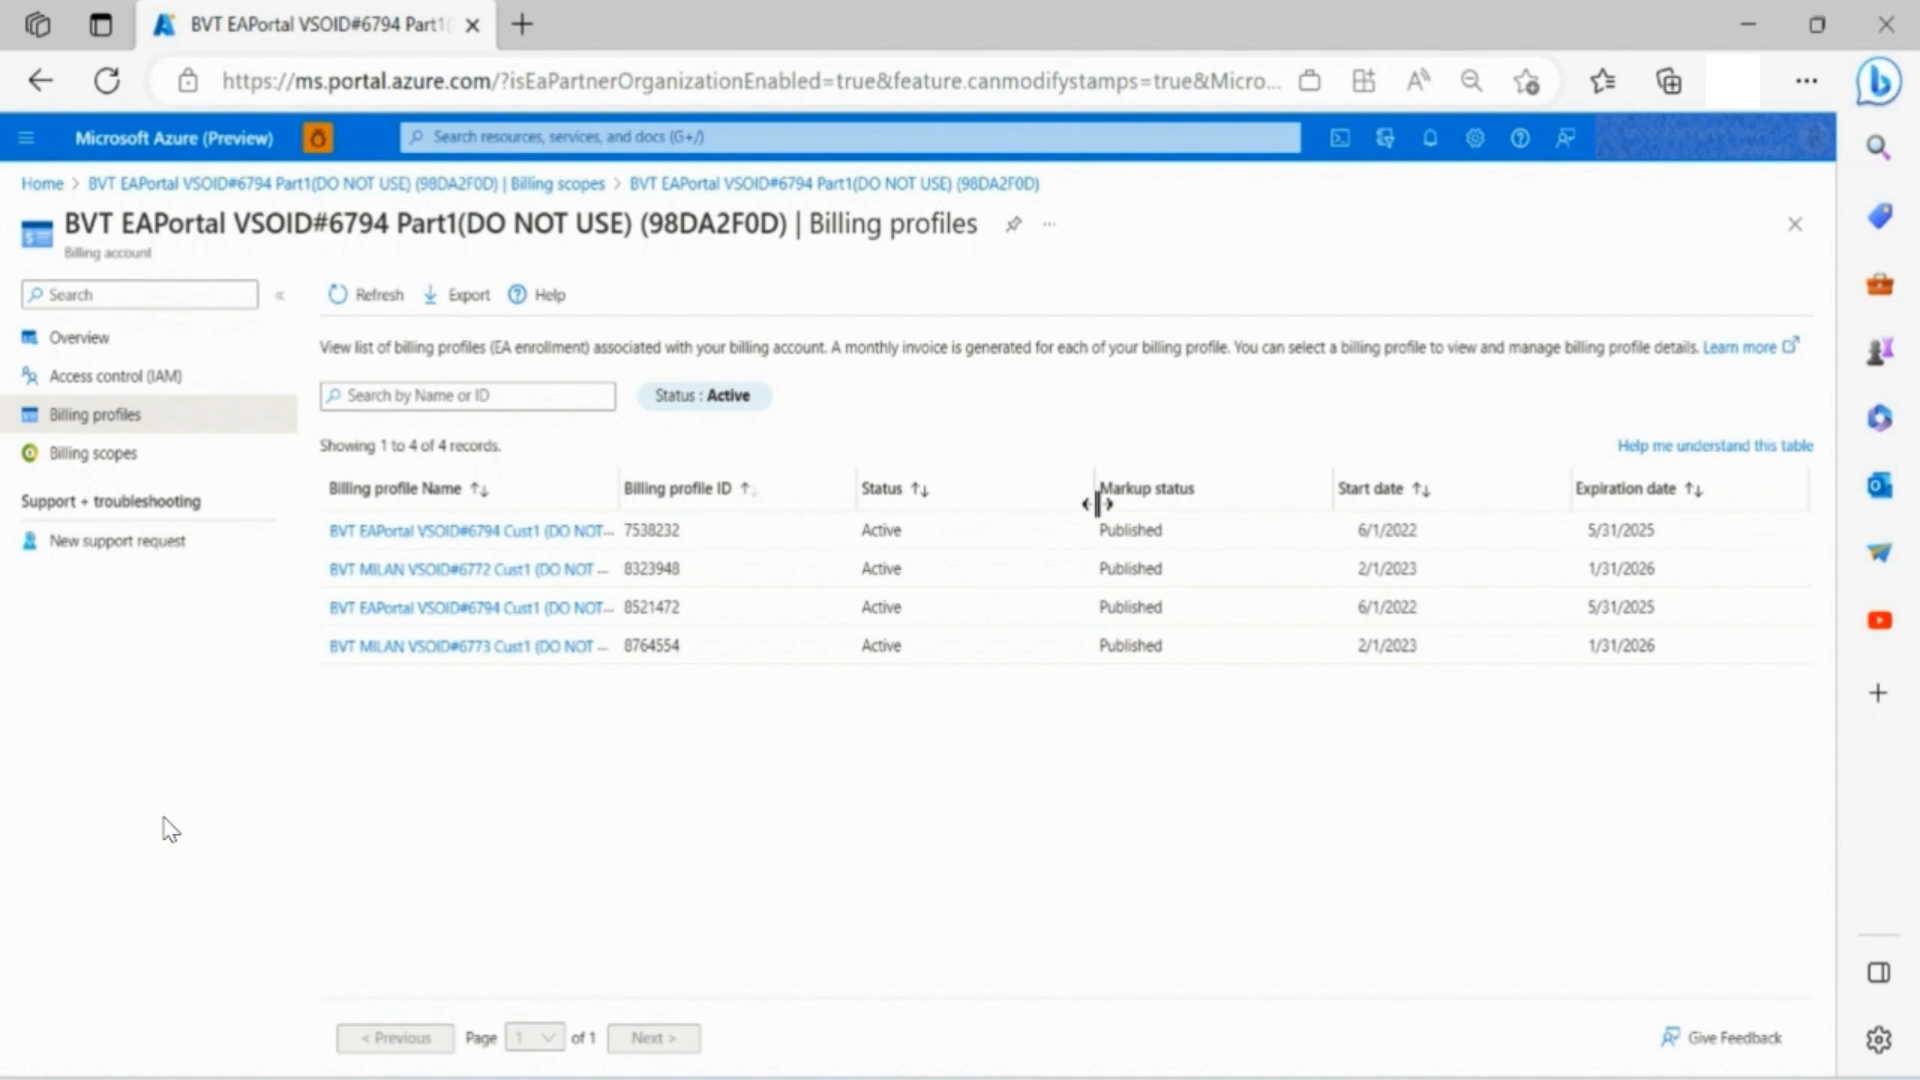 BVT EAPortal VSOID#6794 Part1(
https://ms.portal.azure.com/?isEaPartnerOrganizationEnabled=true&feature.canmodifystamps=true&Micro...
Microsoft Azure (Preview)
Search resources, services, and docs (G+/)
Home > BVT EAPortal VSOID#6794 Part1(DO NOT USE) (98DA2F0D) | Billing scopes > BVT EAPortal VSOID#6794 Part1(DO NOT USE) (98DA2F0D)
BVT EAPortal VSOID#6794 Part1(DO NOT USE) (98DA2F0D) | Billing profiles ...
Billing account
Search «
Refresh Export Help
Overview
Access control (IAM)
Billing profiles
Billing scopes
Support + troubleshooting
New support request
View list of billing profiles (EA enrollment) associated with your billing account. A monthly invoice is generated for each of your billing profile. You can select a billing profile to view and manage billing profile details. Learn more
Search by Name or ID Status : Active
Showing 1 to 4 of 4 records. Help me understand this table
Billing profile Name ↑↓ Billing profile ID ↑↓ Status ↑↓ Markup status Start date ↑↓ Expiration date ↑↓
BVT EAPortal VSOID#6794 Cust1 (DO NOT... 7538232 Active Published 6/1/2022 5/31/2025
BVT MILAN VSOID#6772 Cust1 (DO NOT ... 8323948 Active Published 2/1/2023 1/31/2026
BVT EAPortal VSOID#6794 Cust1 (DO NOT... 8521472 Active Published 6/1/2022 5/31/2025
BVT MILAN VSOID#6773 Cust1 (DO NOT ... 8764554 Active Published 2/1/2023 1/31/2026
< Previous Page 1 of 1 Next >
Give Feedback